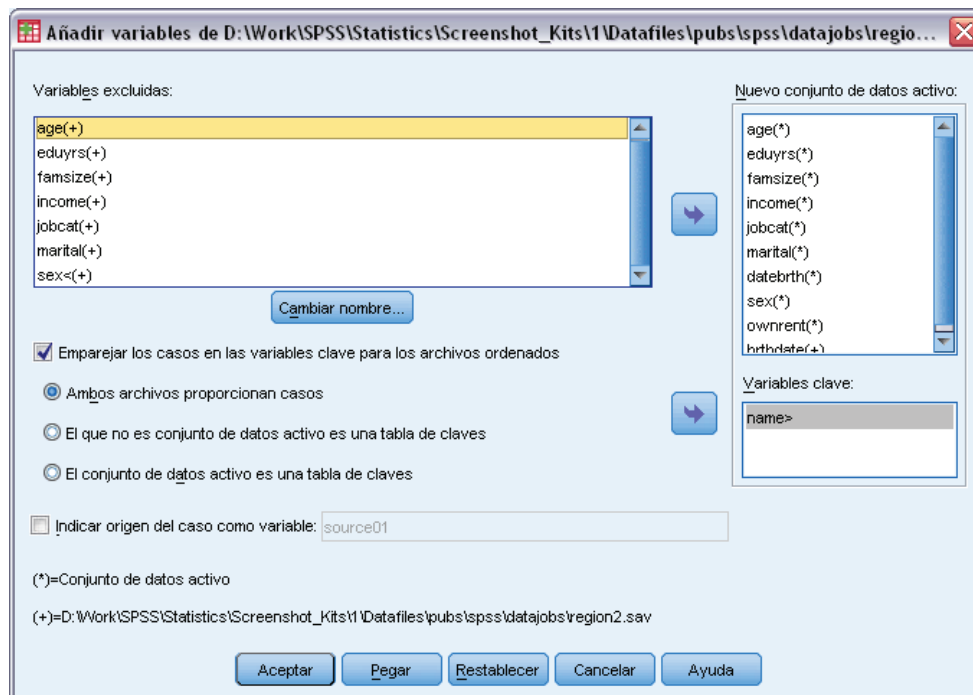 Añadir variables de D:\Work\SPSS\Statistics\Screenshot_Kits\1\Datafiles\pubs\spss\datajobs\regio...
Variables excluidas:
age(+)
eduyrs(+)
famsize(+)
income(+)
jobcat(+)
marital(+)
sex<(+)
Cambiar nombre...
Nuevo conjunto de datos activo:
age(*)
eduyrs(*)
famsize(*)
income(*)
jobcat(*)
marital(*)
datebrth(*)
sex(*)
ownrent(*)
brthdate(+)
Emparejar los casos en las variables clave para los archivos ordenados
Ambos archivos proporcionan casos
El que no es conjunto de datos activo es una tabla de claves
El conjunto de datos activo es una tabla de claves
Variables clave:
name>
Indicar origen del caso como variable: source01
(*)=Conjunto de datos activo
(+)=D:\Work\SPSS\Statistics\Screenshot_Kits\1\Datafiles\pubs\spss\datajobs\region2.sav
Aceptar Pegar Restablecer Cancelar Ayuda